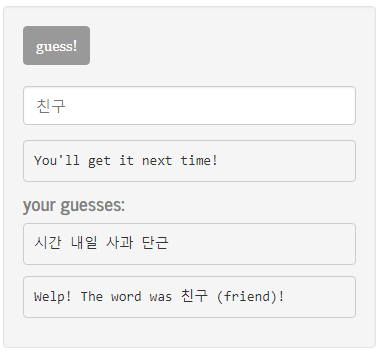 guess!
친구
You'll get it next time!
your guesses:
시간 내일 사과 단근
Welp! The word was 친구 (friend)!